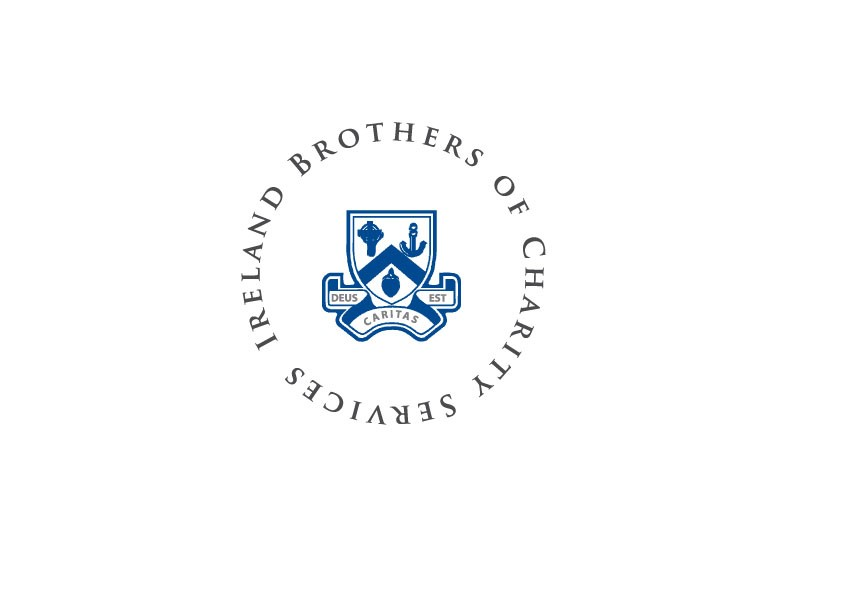 BROTHERS OF CHARITY SERVICES IRELAND
DEUS CARITAS EST